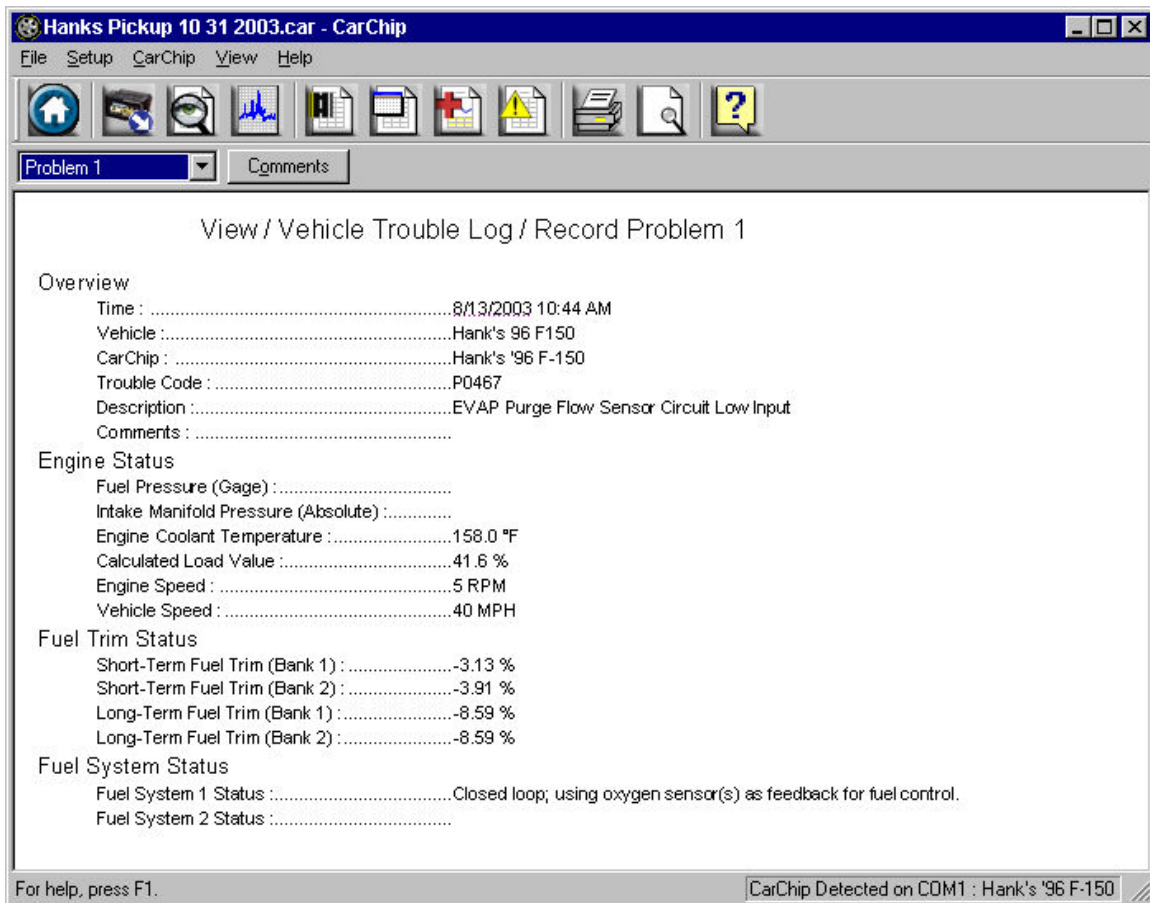 Hanks Pickup 10 31 2003.car - CarChip
File Setup CarChip View Help
Problem 1 Comments
View / Vehicle Trouble Log / Record Problem 1
Overview
Time : ......................................................8/13/2003 10:44 AM
Vehicle :....................................................Hank's 96 F150
CarChip : ..................................................Hank's '96 F-150
Trouble Code : ...........................................P0467
Description :...............................................EVAP Purge Flow Sensor Circuit Low Input
Comments : ...............................................
Engine Status
Fuel Pressure (Gage) :................................
Intake Manifold Pressure (Absolute) :............
Engine Coolant Temperature :......................158.0 °F
Calculated Load Value :...............................41.6 %
Engine Speed : ...........................................5 RPM
Vehicle Speed : ..........................................40 MPH
Fuel Trim Status
Short-Term Fuel Trim (Bank 1) : ...................-3.13 %
Short-Term Fuel Trim (Bank 2) : ...................-3.91 %
Long-Term Fuel Trim (Bank 1) :....................-8.59 %
Long-Term Fuel Trim (Bank 2) :....................-8.59 %
Fuel System Status
Fuel System 1 Status :.................................Closed loop; using oxygen sensor(s) as feedback for fuel control.
Fuel System 2 Status :.................................
For help, press F1. CarChip Detected on COM1 : Hank's '96 F-150